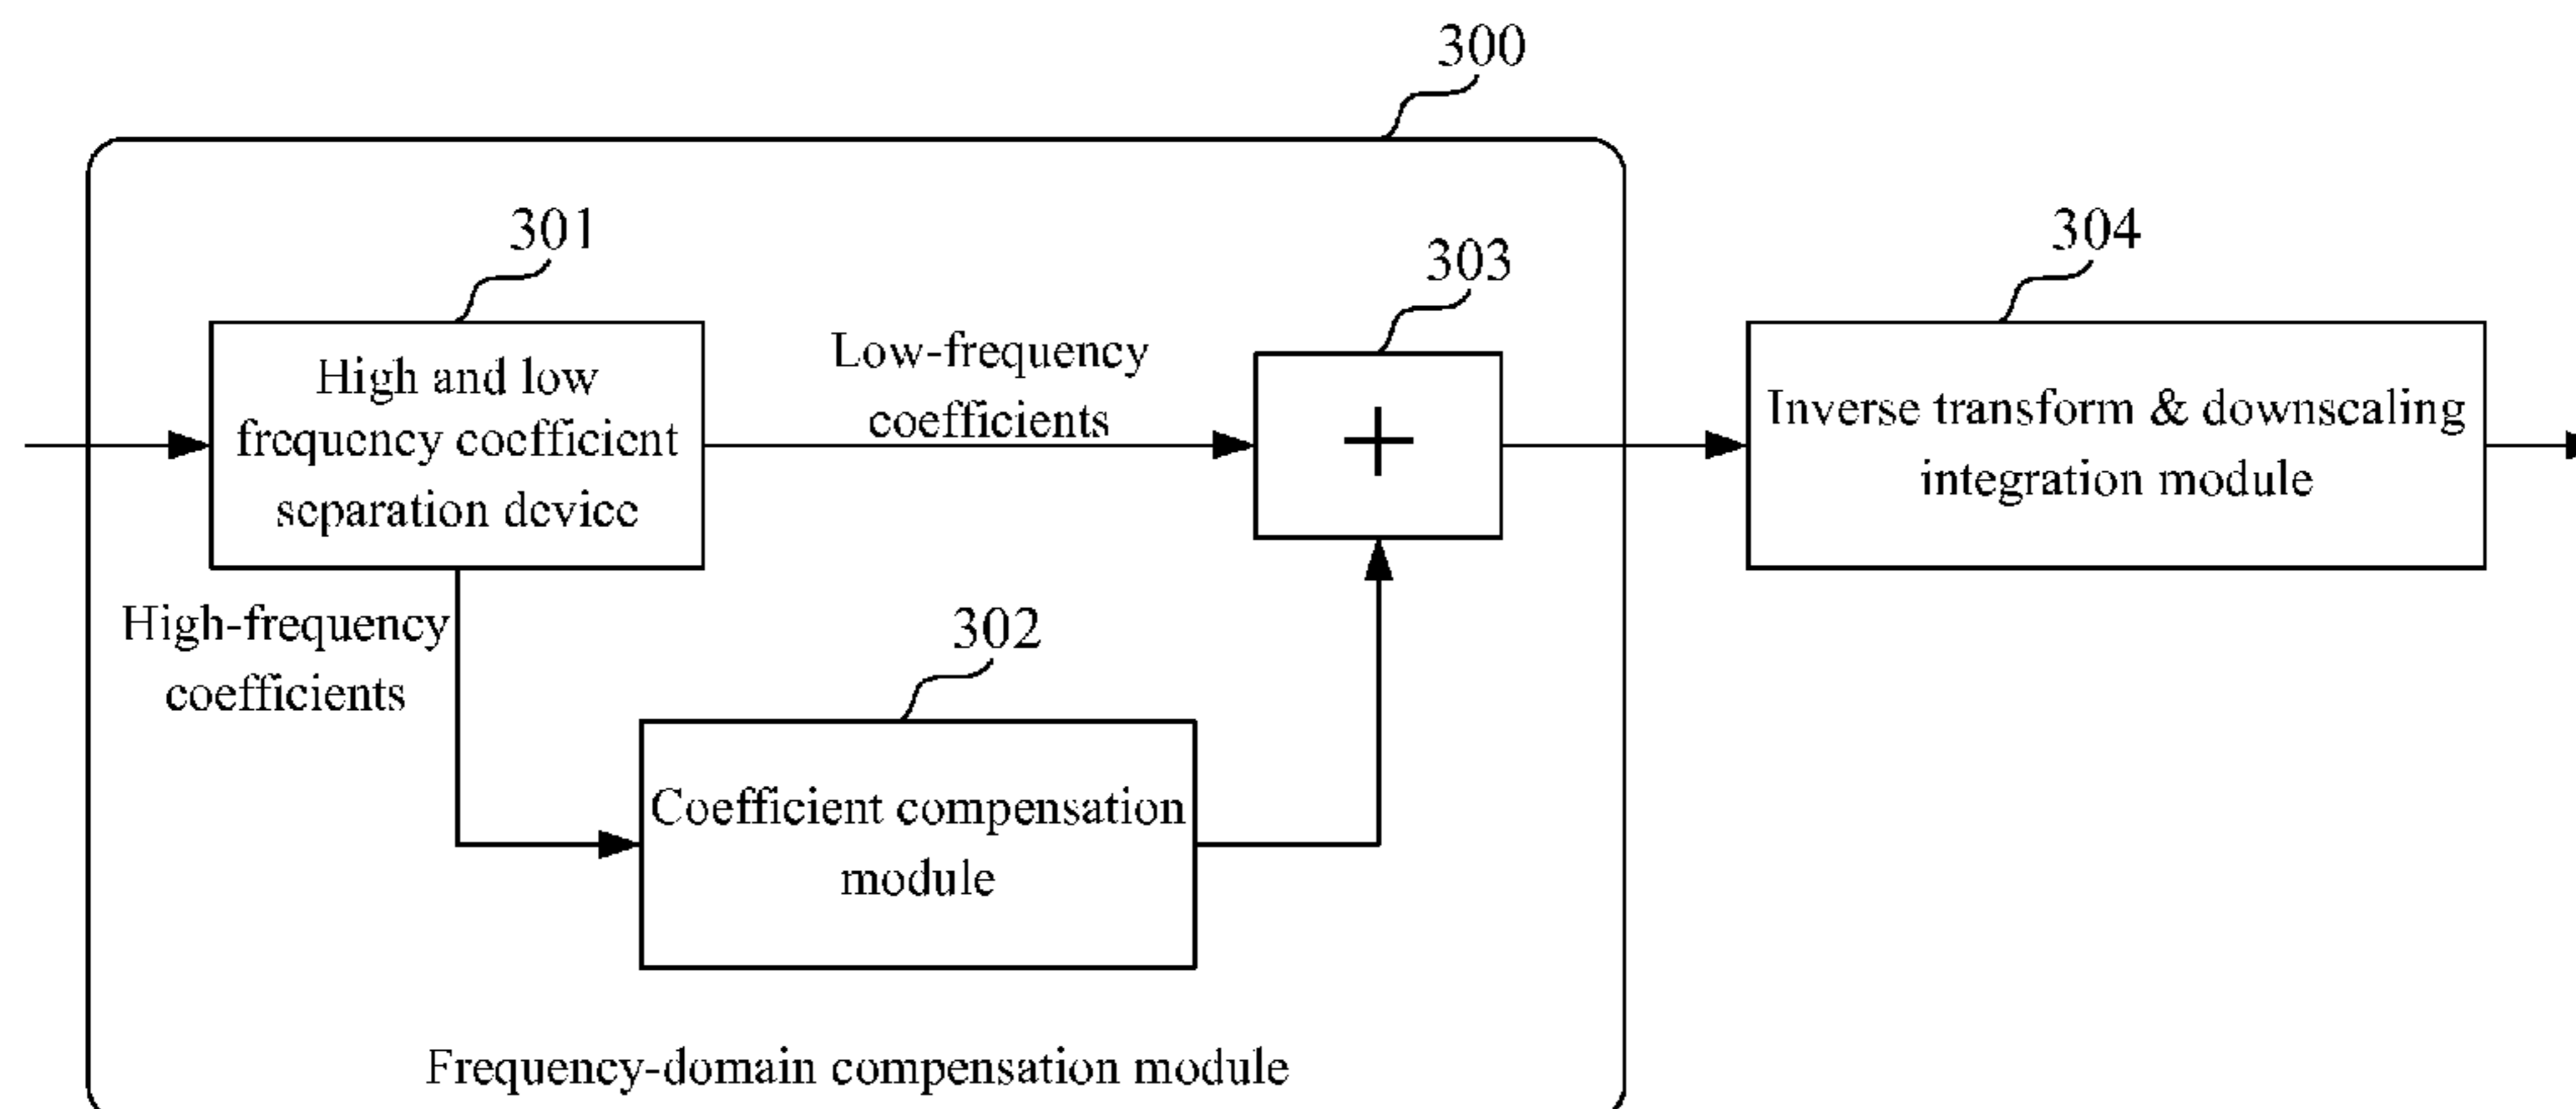 300
301
303
304
High and low
frequency coefficient
separation device
Low-frequency
coefficients
+
Inverse transform & downscaling
integration module
High-frequency
coefficients
302
Coefficient compensation
module
Frequency-domain compensation module